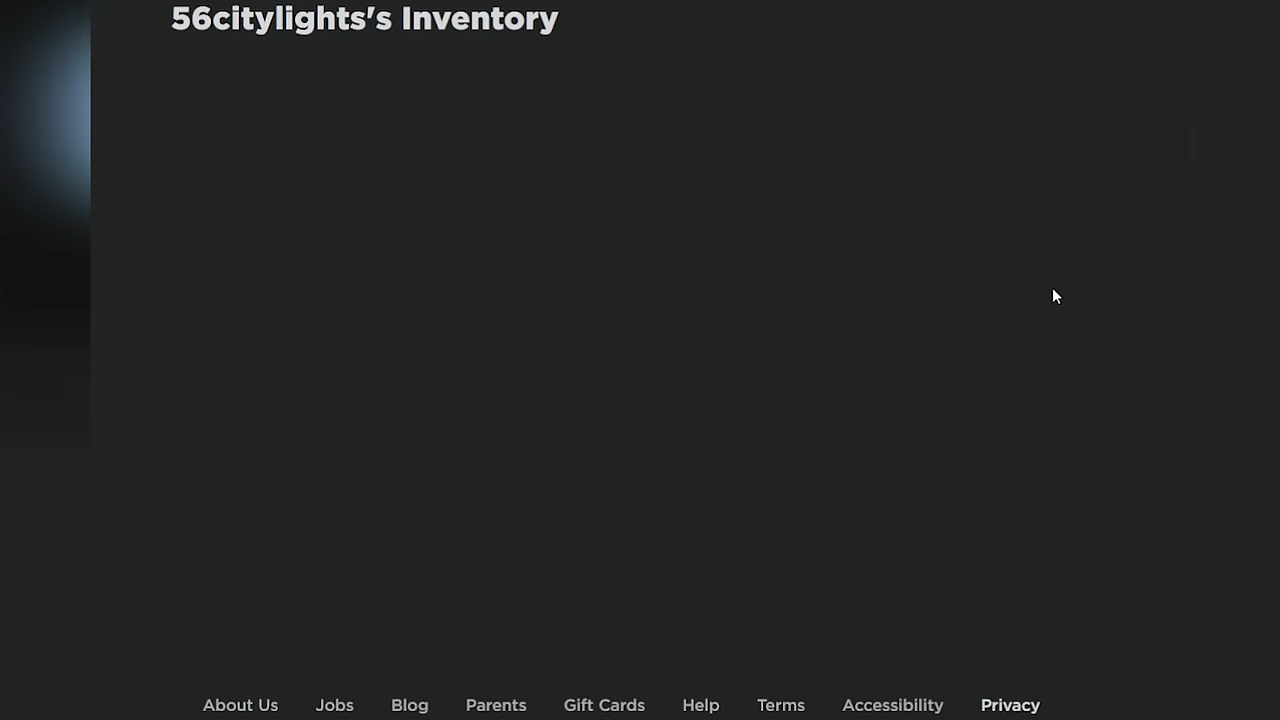 56citylights's Inventory
About Us Jobs Blog Parents Gift Cards Help Terms Accessibility Privacy